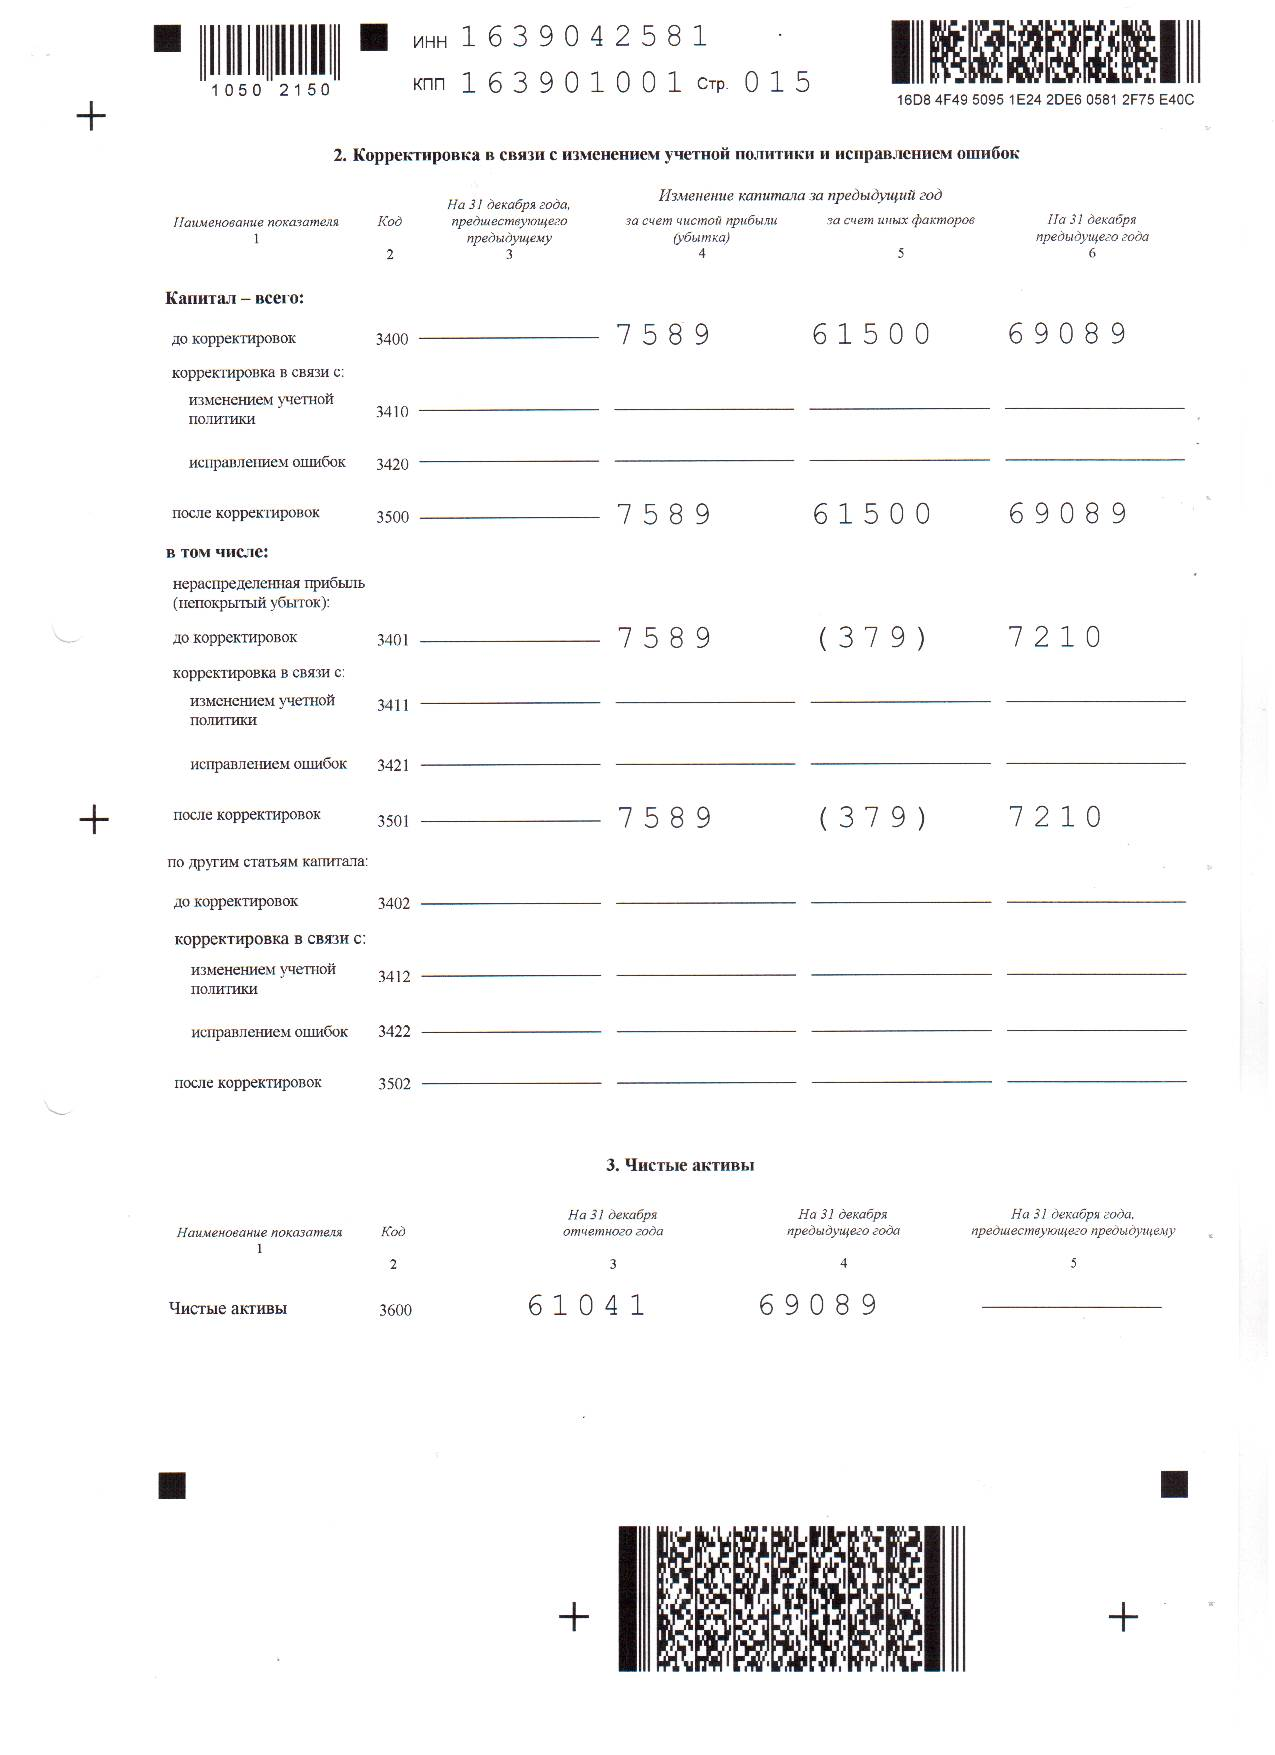 ИНН 1639042581
1050 2150
КПП 163901001 Стр. 015
16D8 4F49 5095 1E24 2DE6 0581 2F75 E40C
2. Корректировка в связи с изменением учетной политики и исправлением ошибок
Изменение капитала за предыдущий год
Наименование показателя Код На 31 декабря года, предшествующего предыдущему за счет чистой прибыли (убытка) за счет иных факторов На 31 декабря предыдущего года
1 2 3 4 5 6
Капитал – всего:
до корректировок 3400 7589 61500 69089
корректировка в связи с:
изменением учетной
политики 3410
исправлением ошибок 3420
после корректировок 3500 7589 61500 69089
в том числе:
нераспределенная прибыль
(непокрытый убыток):
до корректировок 3401 7589 (379) 7210
корректировка в связи с:
изменением учетной
политики 3411
исправлением ошибок 3421
после корректировок 3501 7589 (379) 7210
по другим статьям капитала:
до корректировок 3402
корректировка в связи с:
изменением учетной
политики 3412
исправлением ошибок 3422
после корректировок 3502
3. Чистые активы
Наименование показателя Код На 31 декабря отчетного года На 31 декабря предыдущего года На 31 декабря года, предшествующего предыдущему
1 2 3 4 5
Чистые активы 3600 61041 69089